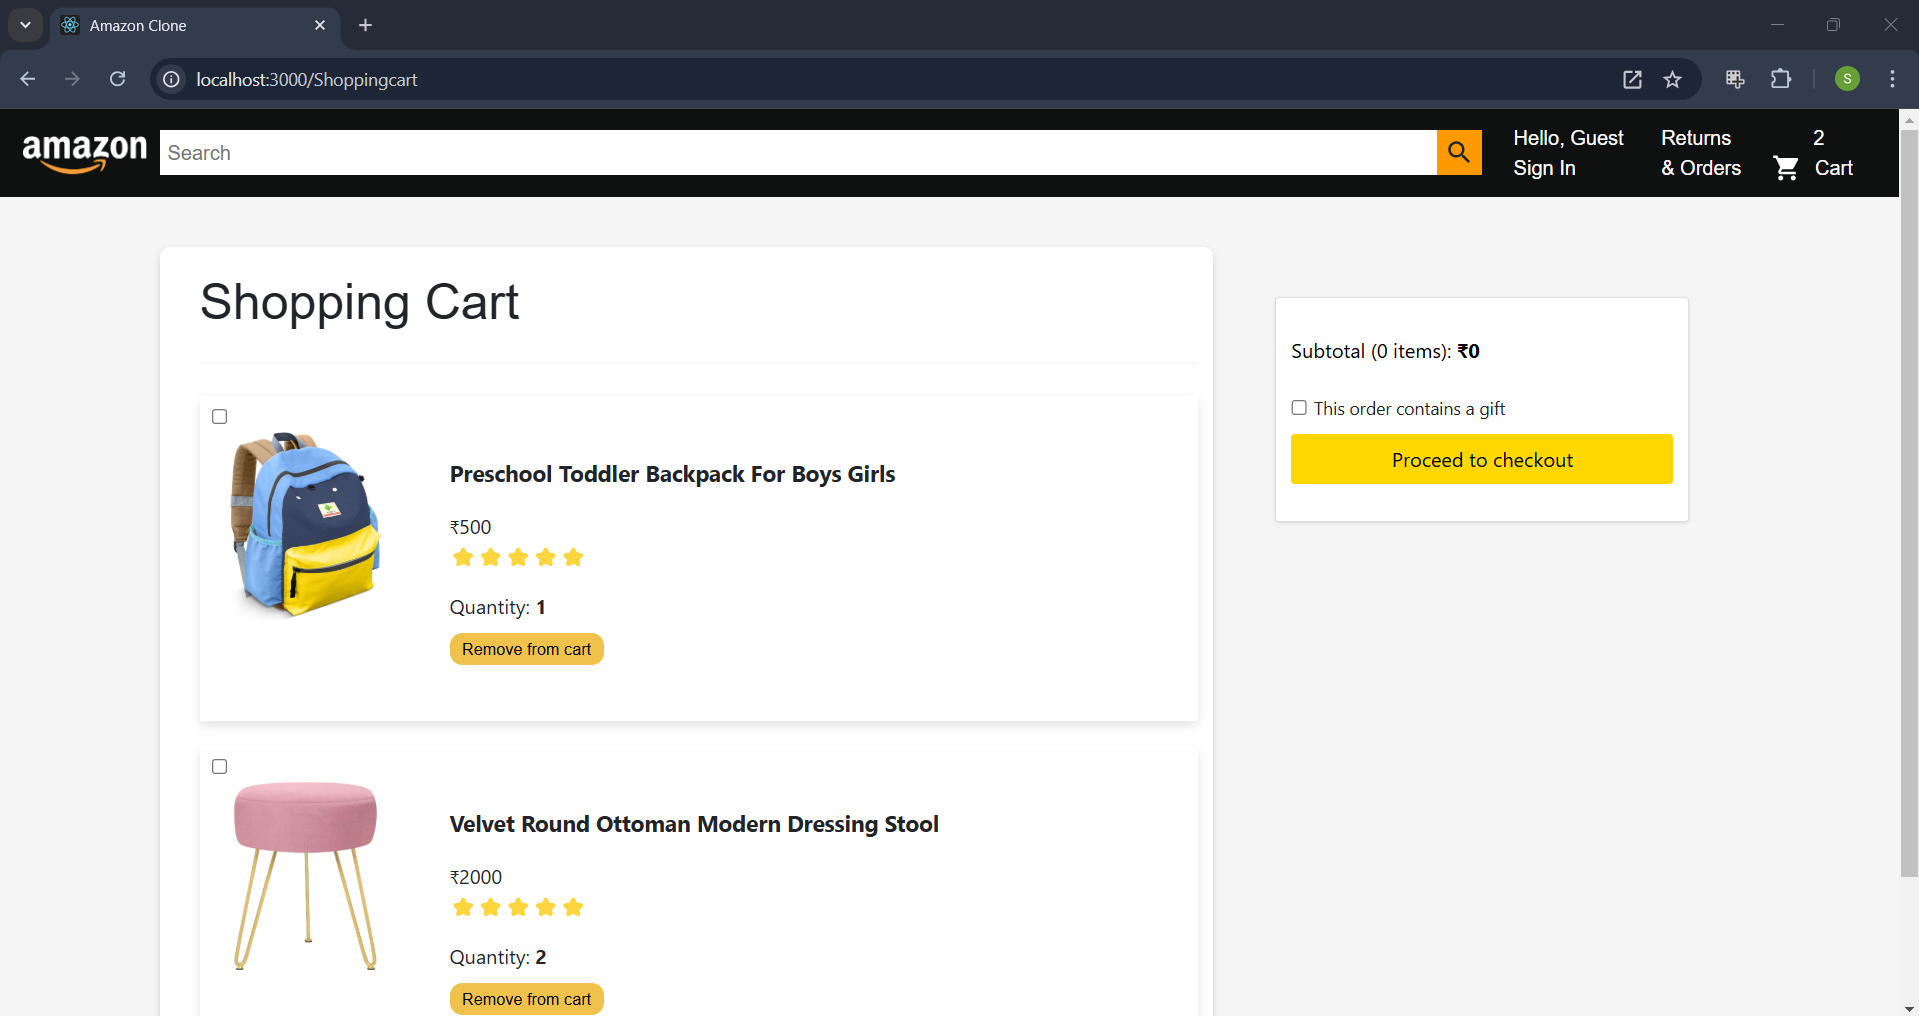 Amazon Clone
localhost:3000/Shoppingcart
S
amazon
Search
Hello, Guest
Sign In
Returns
& Orders
2
Cart
Shopping Cart
Subtotal (0 items): ₹0
This order contains a gift
Proceed to checkout
Preschool Toddler Backpack For Boys Girls
₹500
Quantity: 1
Remove from cart
Velvet Round Ottoman Modern Dressing Stool
₹2000
Quantity: 2
Remove from cart